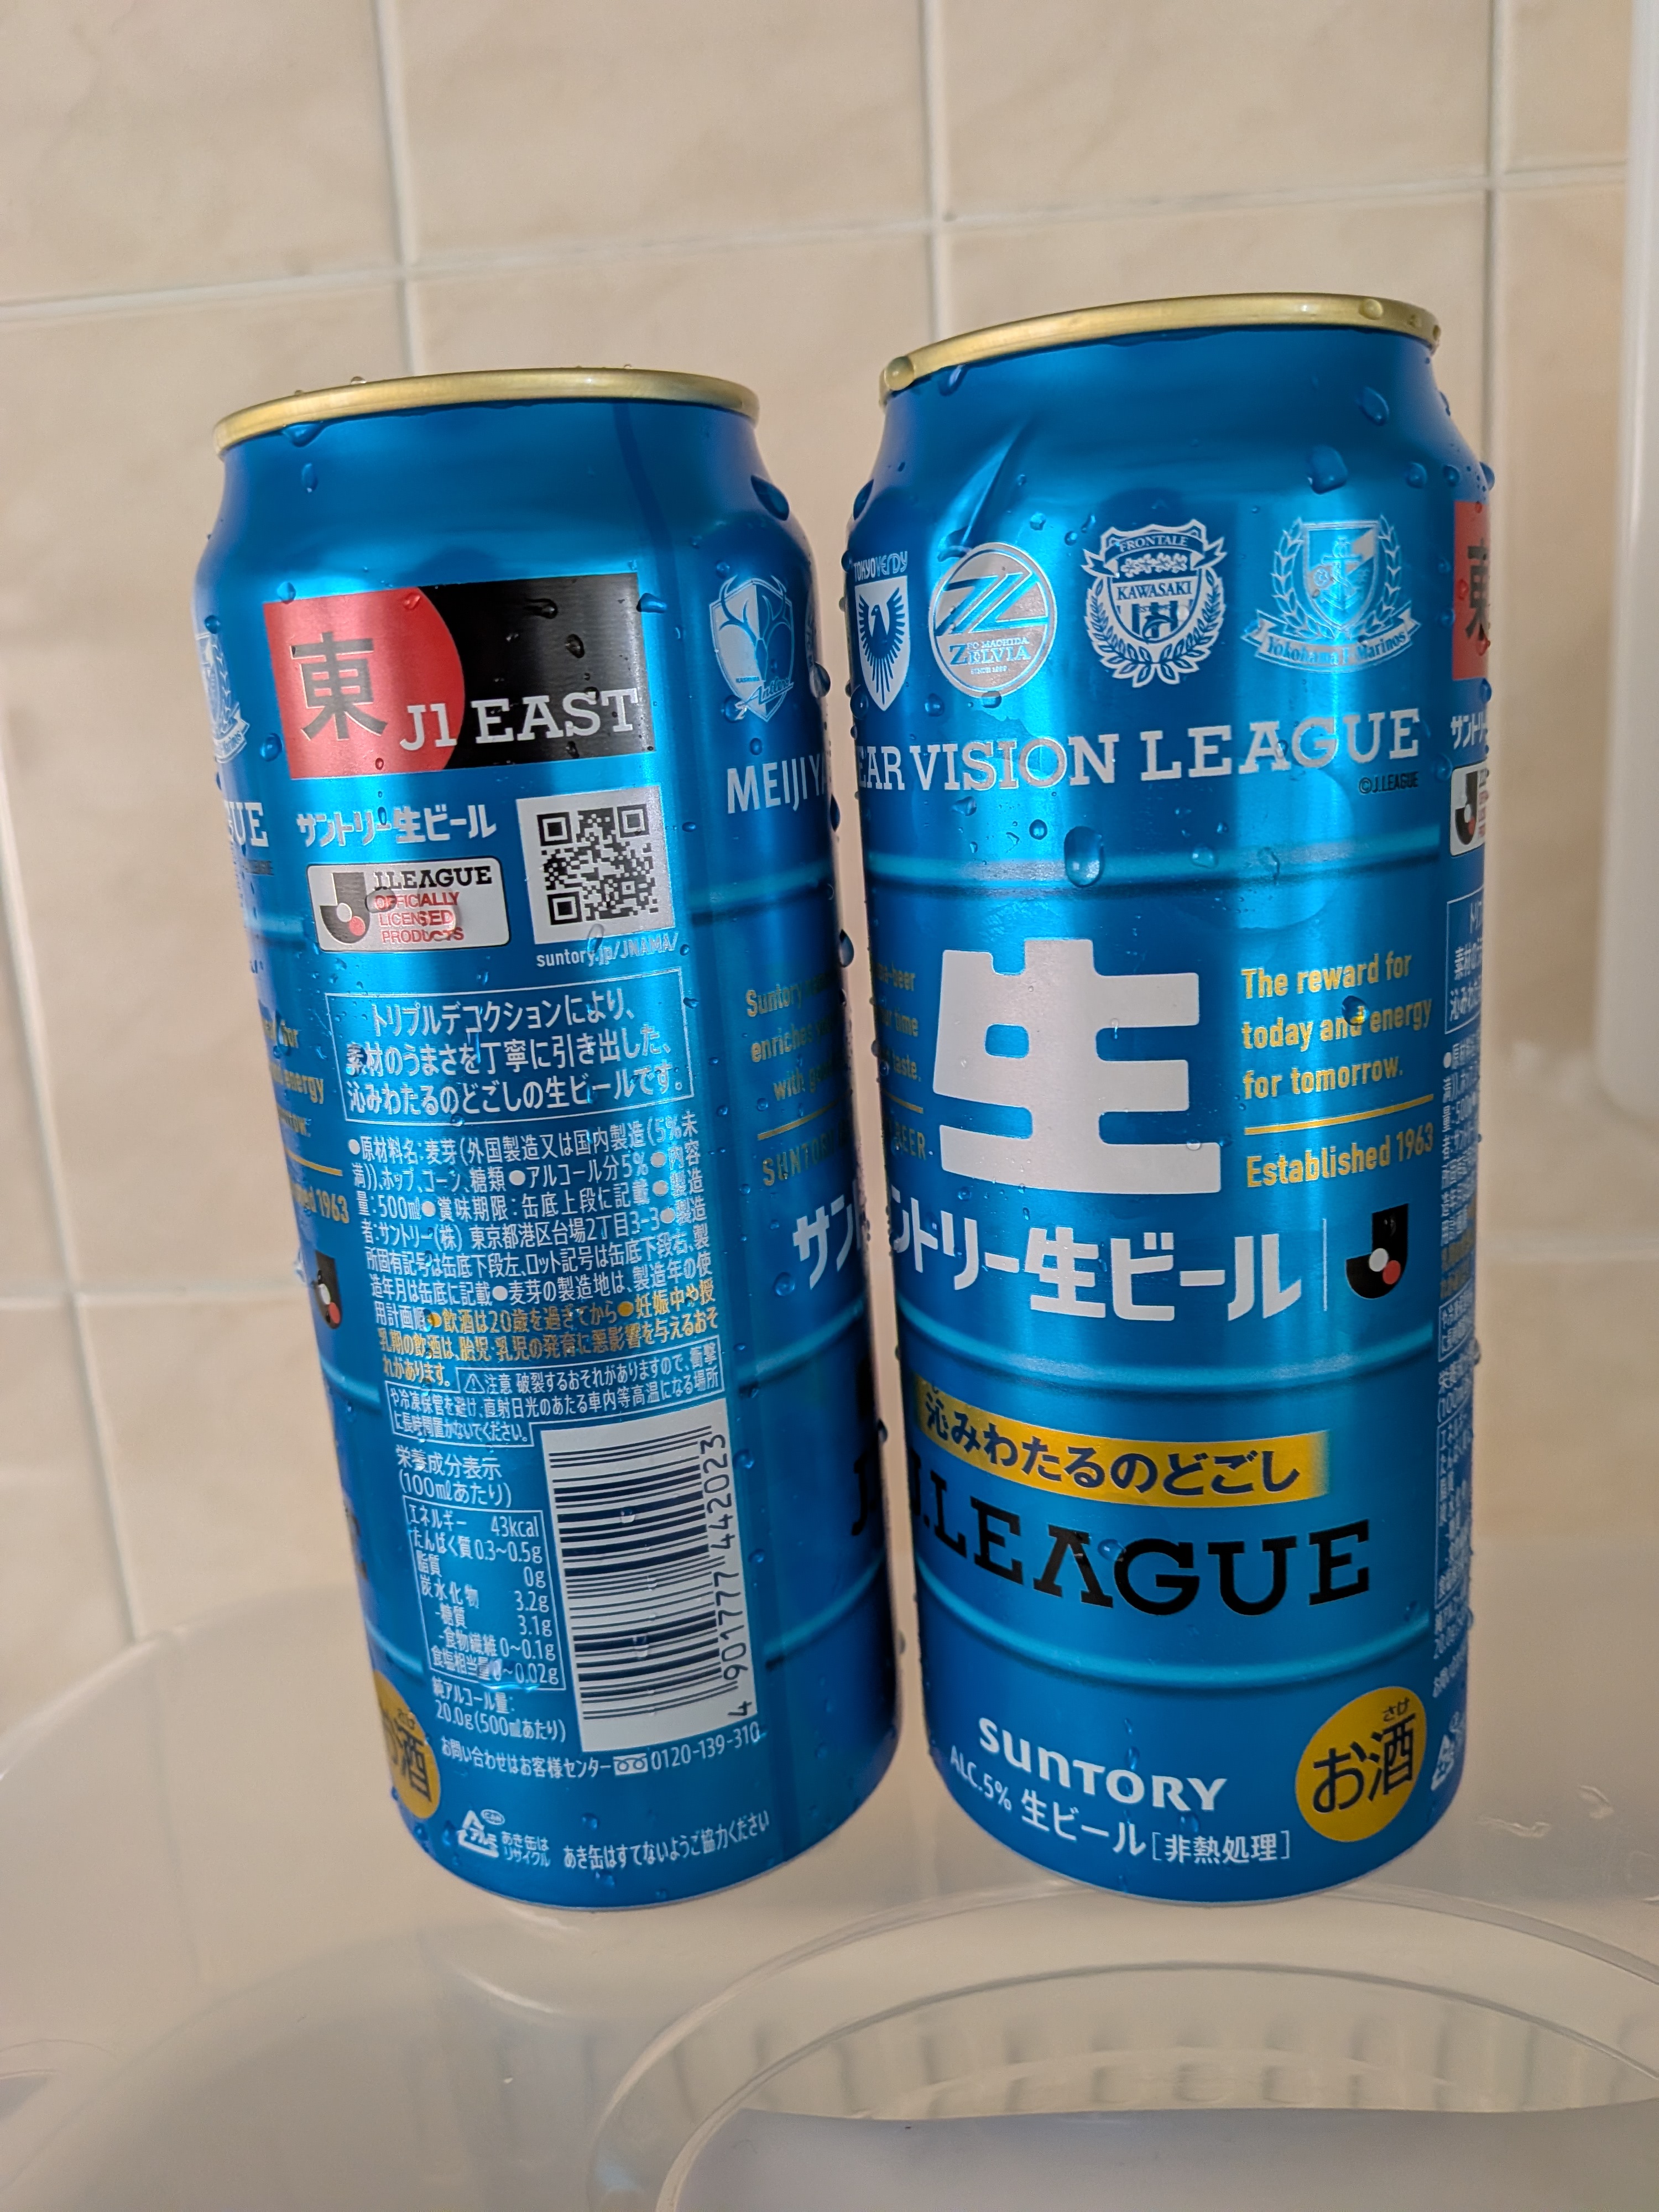 東
J1 EAST
MEIJI YA
UE
サントリー生ビール
J.LEAGUE
OFFICIALLY
LICENSED
PRODUCTS
suntory.jp/JNAMA/
トリプルデコクションにより、
素材のうまさを丁寧に引き出した、
沁みわたるのどごしの生ビールです。
●原材料名:麦芽(外国製造又は国内製造(5%未
満))、ホップ、コーン、糖類●アルコール分5%●内容
量:500ml●賞味期限:缶底上段に記載●製造
者:サントリー(株) 東京都港区台場2丁目3-3●製造
所固有記号は缶底下段左、ロット記号は缶底下段右、製
造年月は缶底に記載●麦芽の製造地は、製造年の使
用計画順●飲酒は20歳を過ぎてから●妊娠中や授
乳期の飲酒は、胎児・乳児の発育に悪影響を与えるおそ
れがあります。
注意 破裂するおそれがありますので、衝撃
や冷凍保管を避け、直射日光のあたる車内等高温になる場所
に長時間置かないでください。
栄養成分表示
(100mlあたり)
エネルギー 43kcal
たんぱく質 0.3~0.5g
脂質 0g
炭水化物 3.2g
-糖質 3.1g
-食物繊維 0~0.1g
食塩相当量 0~0.02g
純アルコール量:
20.0g(500mlあたり)
4 901777 442023
お問い合わせはお客様センター 0120-139-310
アルミ
あき缶は
リサイクル
あき缶はすてないようご協力ください
energy
1963
Suntory
enriches
with
サン
酒
TOKYO VERDY
FC MACHIDA
ZELVIA
FRONTALE
KAWASAKI
Yokohama F. Marinos
EAR VISION LEAGUE
©J.LEAGUE
生
The reward for
today and energy
for tomorrow.
Established 1963
taste.
BEER
ントリー生ビール
沁みわたるのどごし
J.LEAGUE
SUNTORY
ALC.5% 生ビール[非熱処理]
さけ
お酒